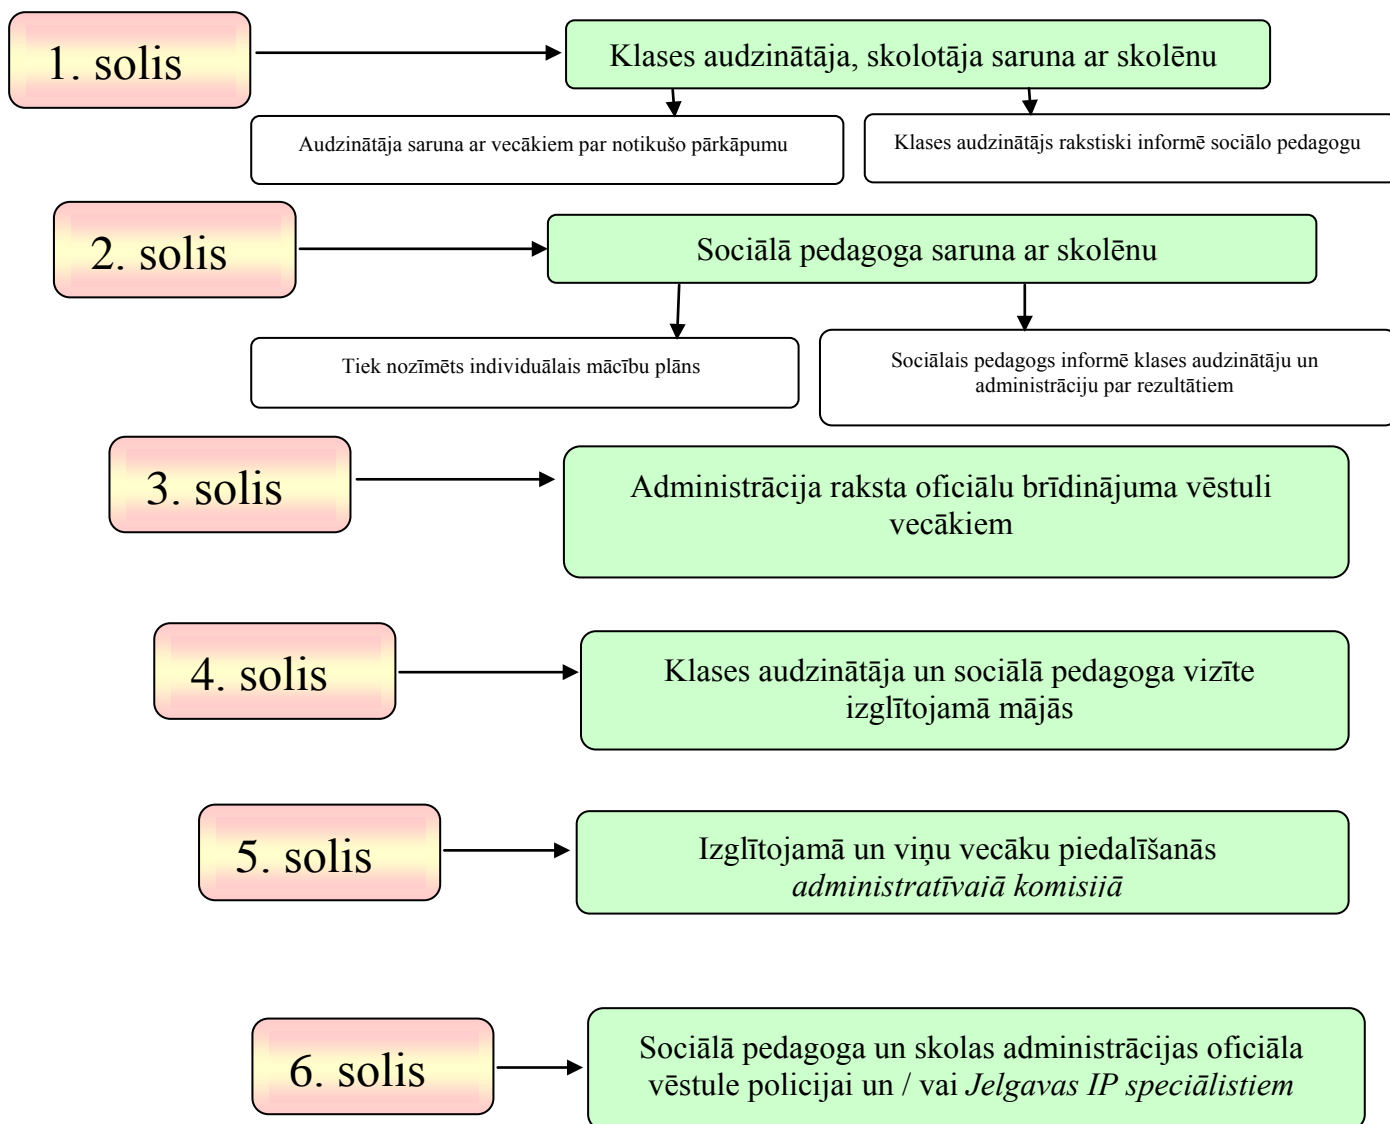 1. solis
Klases audzinātāja, skolotāja saruna ar skolēnu
Audzinātāja saruna ar vecākiem par notikušo pārkāpumu
Klases audzinātājs rakstiski informē sociālo pedagogu
2. solis
Sociālā pedagoga saruna ar skolēnu
Tiek nozīmēts individuālais mācību plāns
Sociālais pedagogs informē klases audzinātāju un
administrāciju par rezultātiem
3. solis
Administrācija raksta oficiālu brīdinājuma vēstuli
vecākiem
4. solis
Klases audzinātāja un sociālā pedagoga vizīte
izglītojamā mājās
5. solis
Izglītojamā un viņu vecāku piedalīšanās
administratīvajā komisijā
6. solis
Sociālā pedagoga un skolas administrācijas oficiāla
vēstule policijai un / vai Jelgavas IP speciālistiem